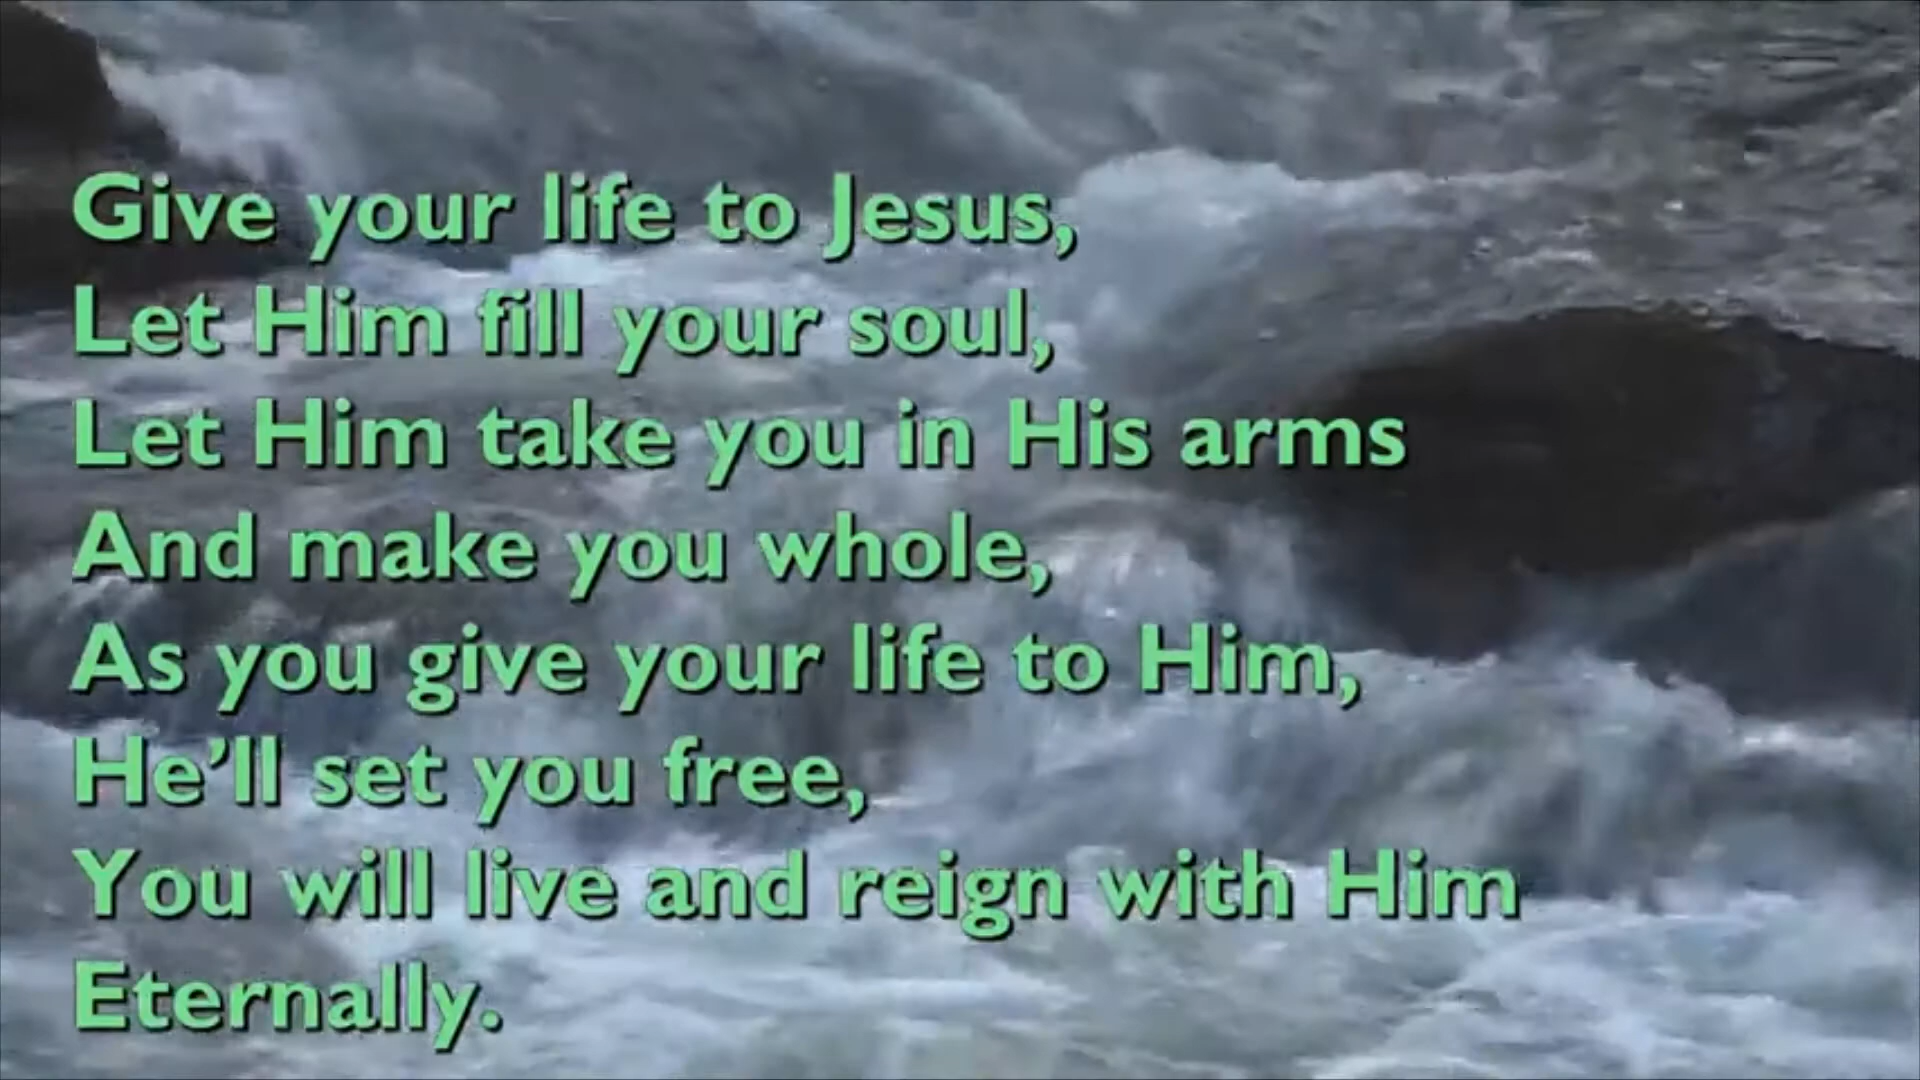 Give your life to Jesus,
Let Him fill your soul,
Let Him take you in His arms
And make you whole,
As you give your life to Him,
He’ll set you free,
You will live and reign with Him
Eternally.